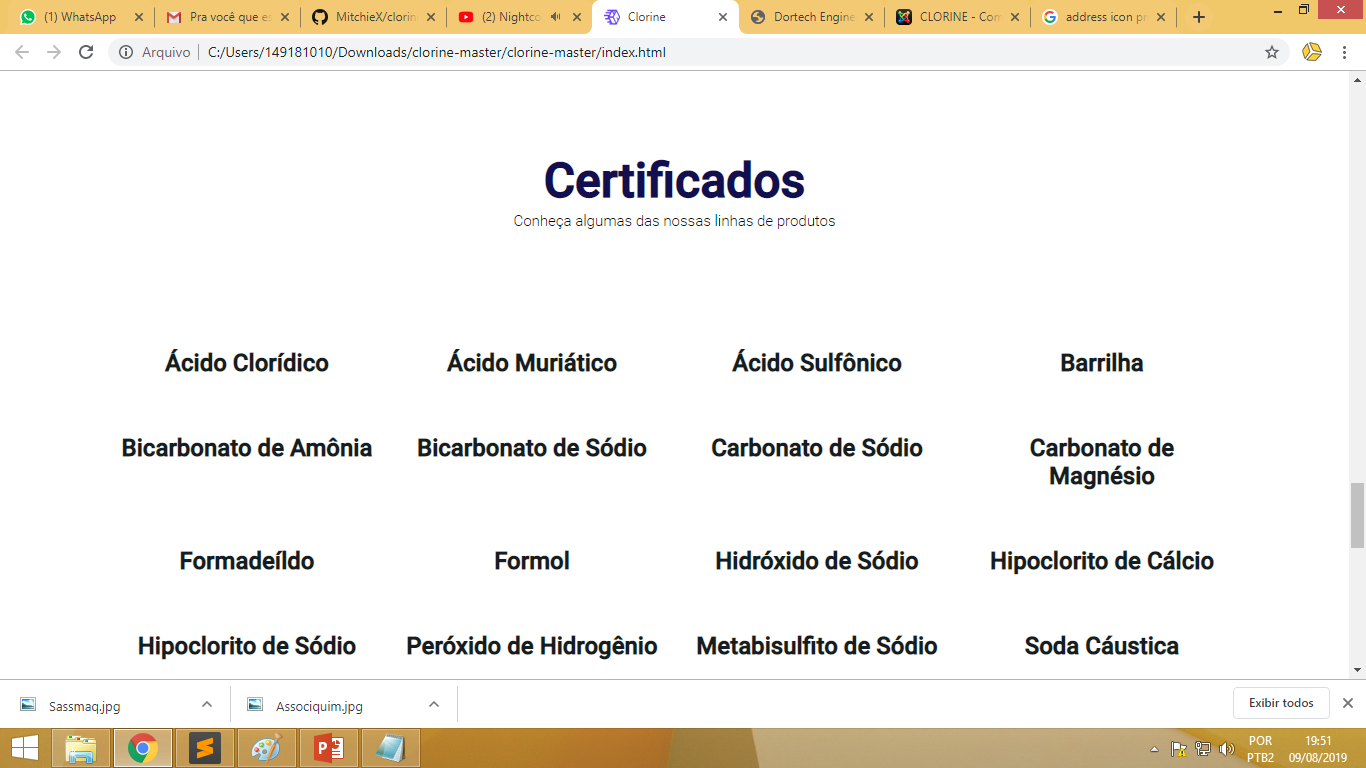 (1) WhatsApp
Pra você que es
MitchieX/clorin
(2) Nightco
Clorine
Dortech Engine
CLORINE - Com
address icon pr
Arquivo
C:/Users/149181010/Downloads/clorine-master/clorine-master/index.html
Certificados
Conheça algumas das nossas linhas de produtos
Ácido Clorídico
Ácido Muriático
Ácido Sulfônico
Barrilha
Bicarbonato de Amônia
Bicarbonato de Sódio
Carbonato de Sódio
Carbonato de
Magnésio
Formadeíldo
Formol
Hidróxido de Sódio
Hipoclorito de Cálcio
Hipoclorito de Sódio
Peróxido de Hidrogênio
Metabisulfito de Sódio
Soda Cáustica
Sassmaq.jpg
Associquim.jpg
Exibir todos
POR
PTB2
19:51
09/08/2019